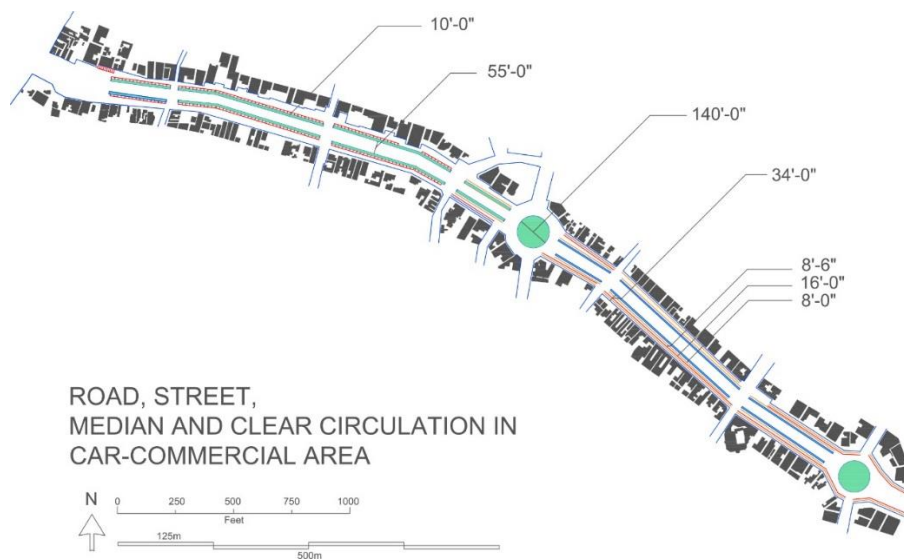 10'-0"
55'-0"
140'-0"
34'-0"
8'-6"
16'-0"
8'-0"
ROAD, STREET,
MEDIAN AND CLEAR CIRCULATION IN
CAR-COMMERCIAL AREA
N
0 250 500 750 1000
Feet
125m
500m